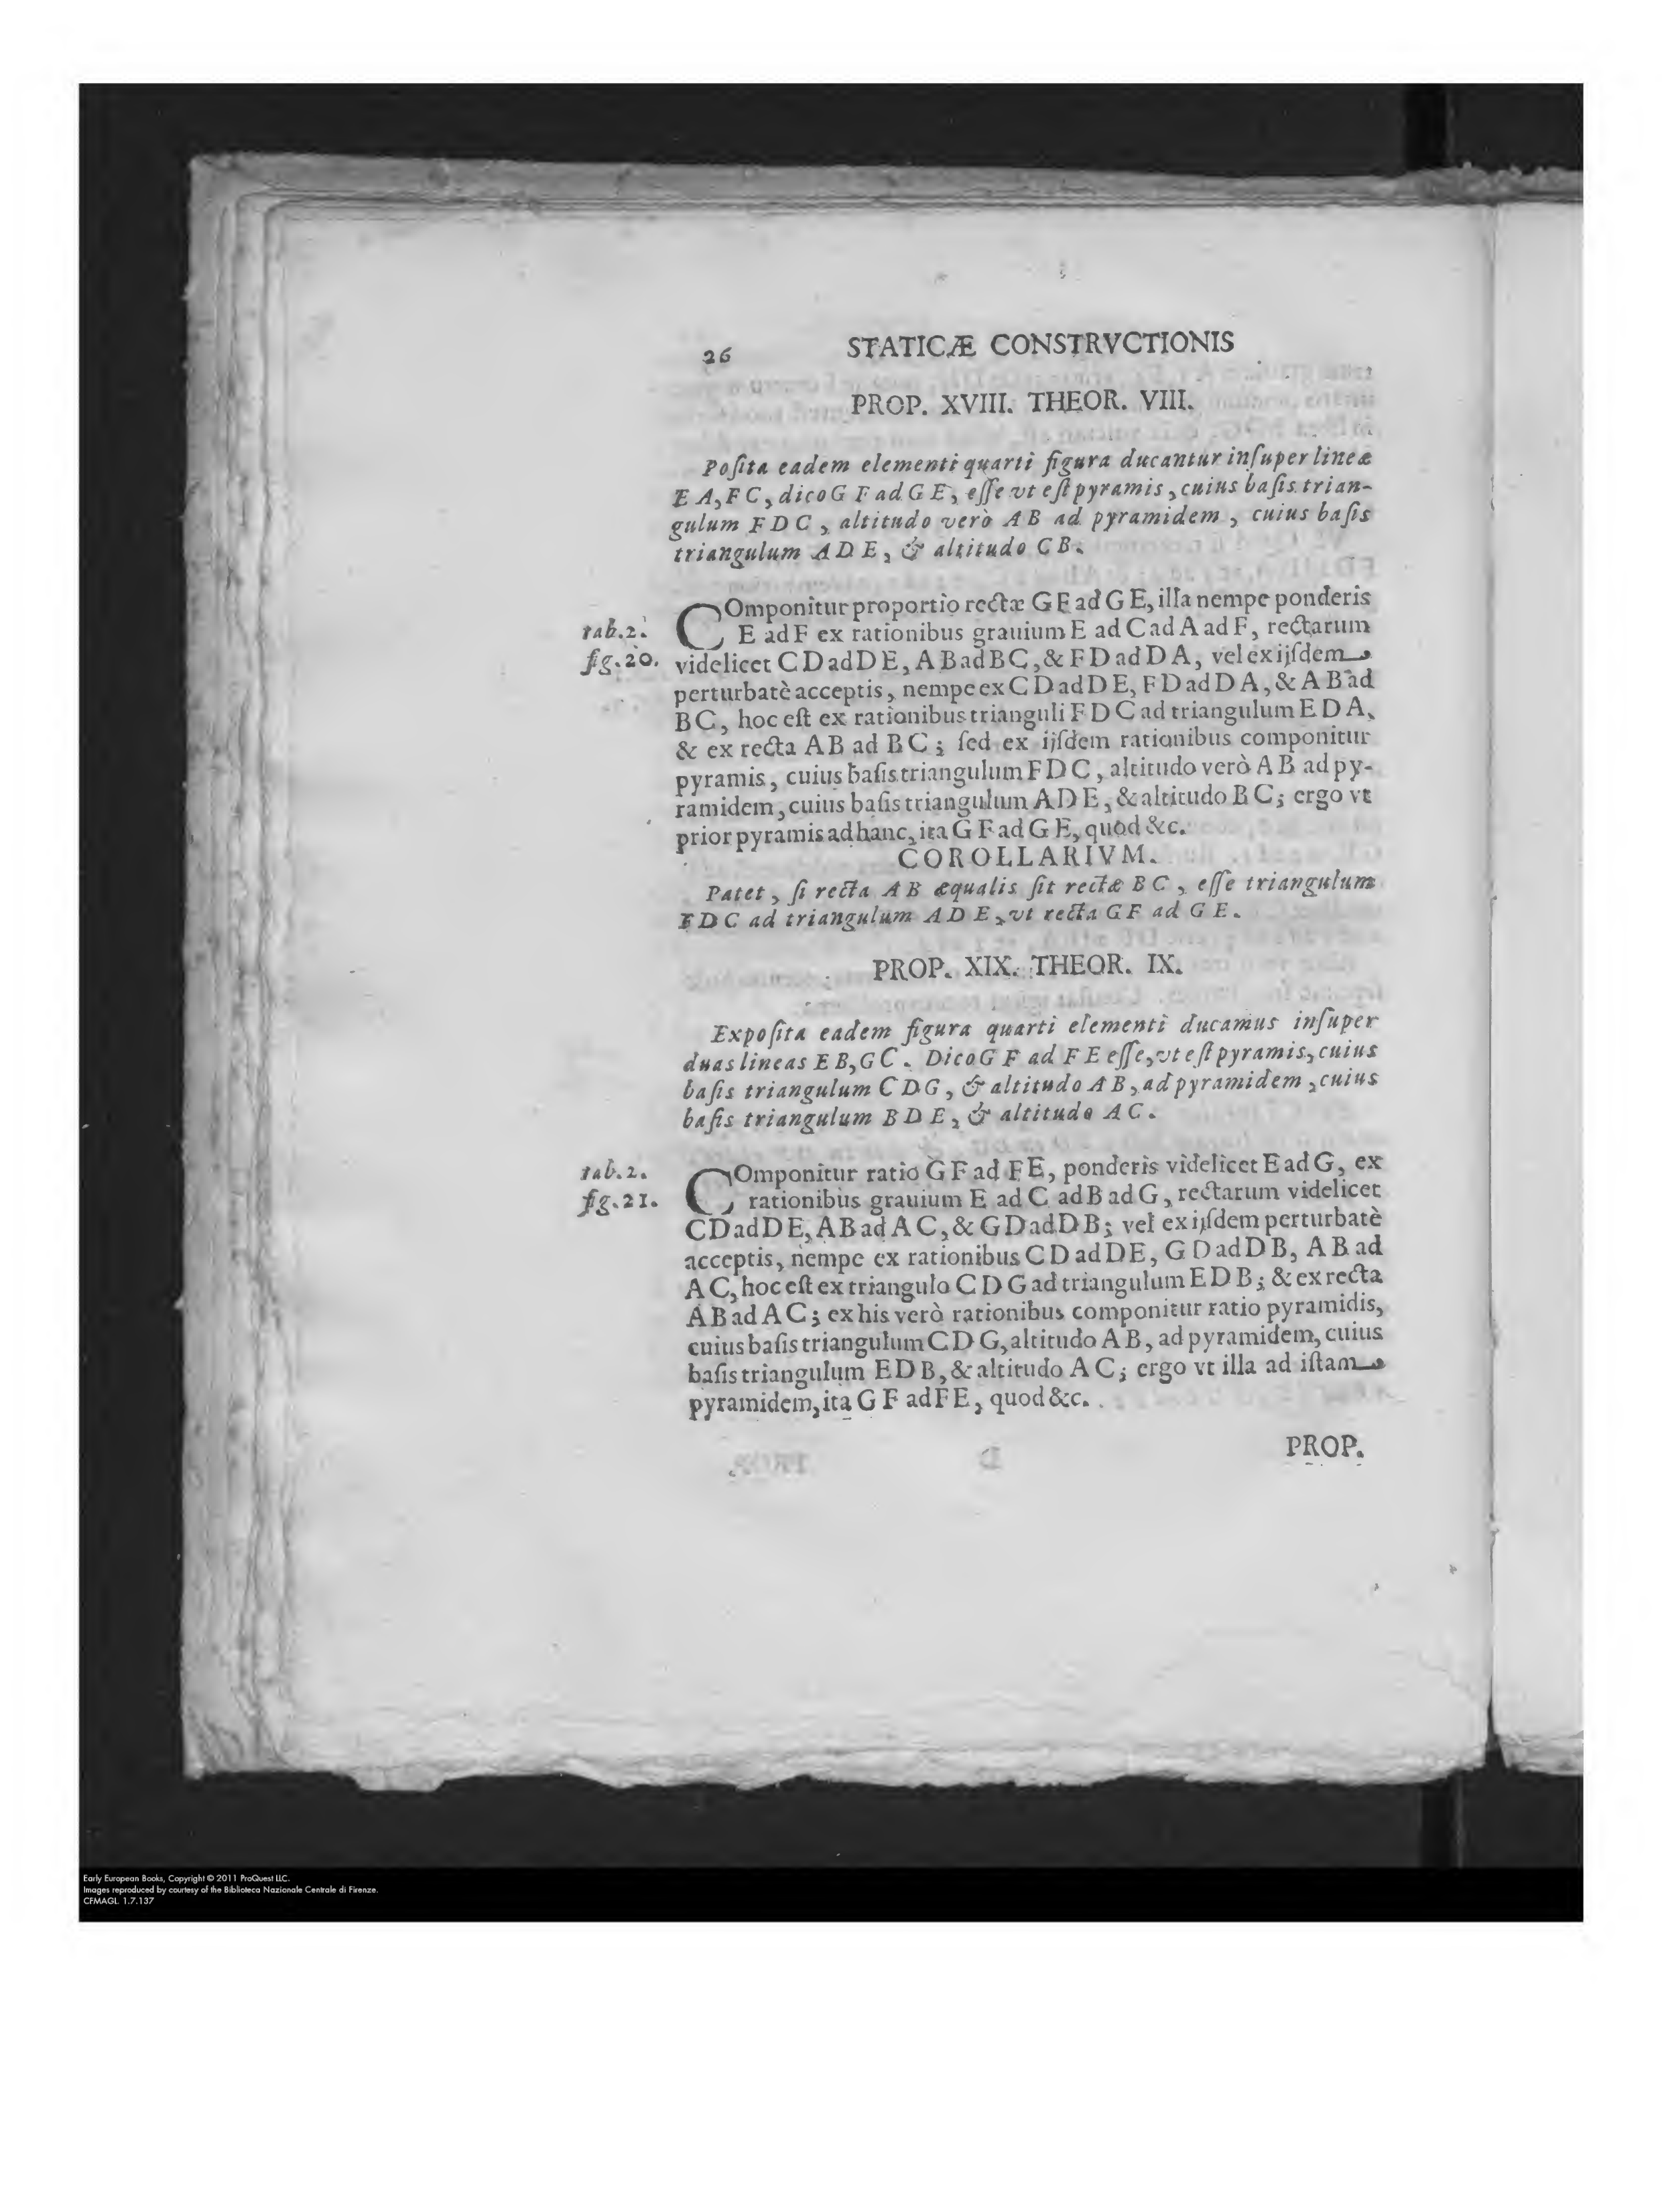 26 STATICÆ CONSTRVCTIONIS
PROP. XVIII. THEOR. VIII.
Poſita eadem elementi quarti figura ducantur inſuper lineæ
E A, F C, dico G F ad G E, eſſe vt eſt pyramis, cuius baſis trian-
gulum F D C, altitudo verò A B ad pyramidem, cuius baſis
triangulum A D E, & altitudo C B.
tab.2.
fig.20.
COmponitur proportio rectæ G F ad G E, illa nempe ponderis
E ad F ex rationibus grauium E ad C ad A ad F, rectarum
videlicet C D ad D E, A B ad B C, & F D ad D A, vel ex ijſdem
perturbatè acceptis, nempe ex C D ad D E, F D ad D A, & A B ad
B C, hoc eſt ex rationibus trianguli F D C ad triangulum E D A,
& ex recta A B ad B C; ſed ex ijſdem rationibus componitur
pyramis, cuius baſis triangulum F D C, altitudo verò A B ad py-
ramidem, cuius baſis triangulum A D E, & altitudo B C; ergo vt
prior pyramis ad hanc, ita G F ad G E, quod &c.
COROLLARIVM.
Patet, ſi recta A B æqualis ſit rectæ B C, eſſe triangulum
F D C ad triangulum A D E, vt recta G F ad G E.
PROP. XIX. THEOR. IX.
Expoſita eadem figura quarti elementi ducamus inſuper
duas lineas E B, G C. Dico G F ad F E eſſe, vt eſt pyramis, cuius
baſis triangulum C D G, & altitudo A B, ad pyramidem, cuius
baſis triangulum B D E, & altitudo A C.
tab.2.
fig.21.
COmponitur ratio G F ad F E, ponderis videlicet E ad G, ex
rationibus grauium E ad C ad B ad G, rectarum videlicet
C D ad D E, A B ad A C, & G D ad D B; vel ex ijſdem perturbatè
acceptis, nempe ex rationibus C D ad D E, G D ad D B, A B ad
A C, hoc eſt ex triangulo C D G ad triangulum E D B; & ex recta
A B ad A C; ex his verò rationibus componitur ratio pyramidis,
cuius baſis triangulum C D G, altitudo A B, ad pyramidem, cuius
baſis triangulum E D B, & altitudo A C; ergo vt illa ad iſtam
pyramidem, ita G F ad F E, quod &c.
PROP.
Early European Books, Copyright © 2011 ProQuest LLC.
Images reproduced by courtesy of the Biblioteca Nazionale Centrale di Firenze.
CFMAGL. 1.7.137